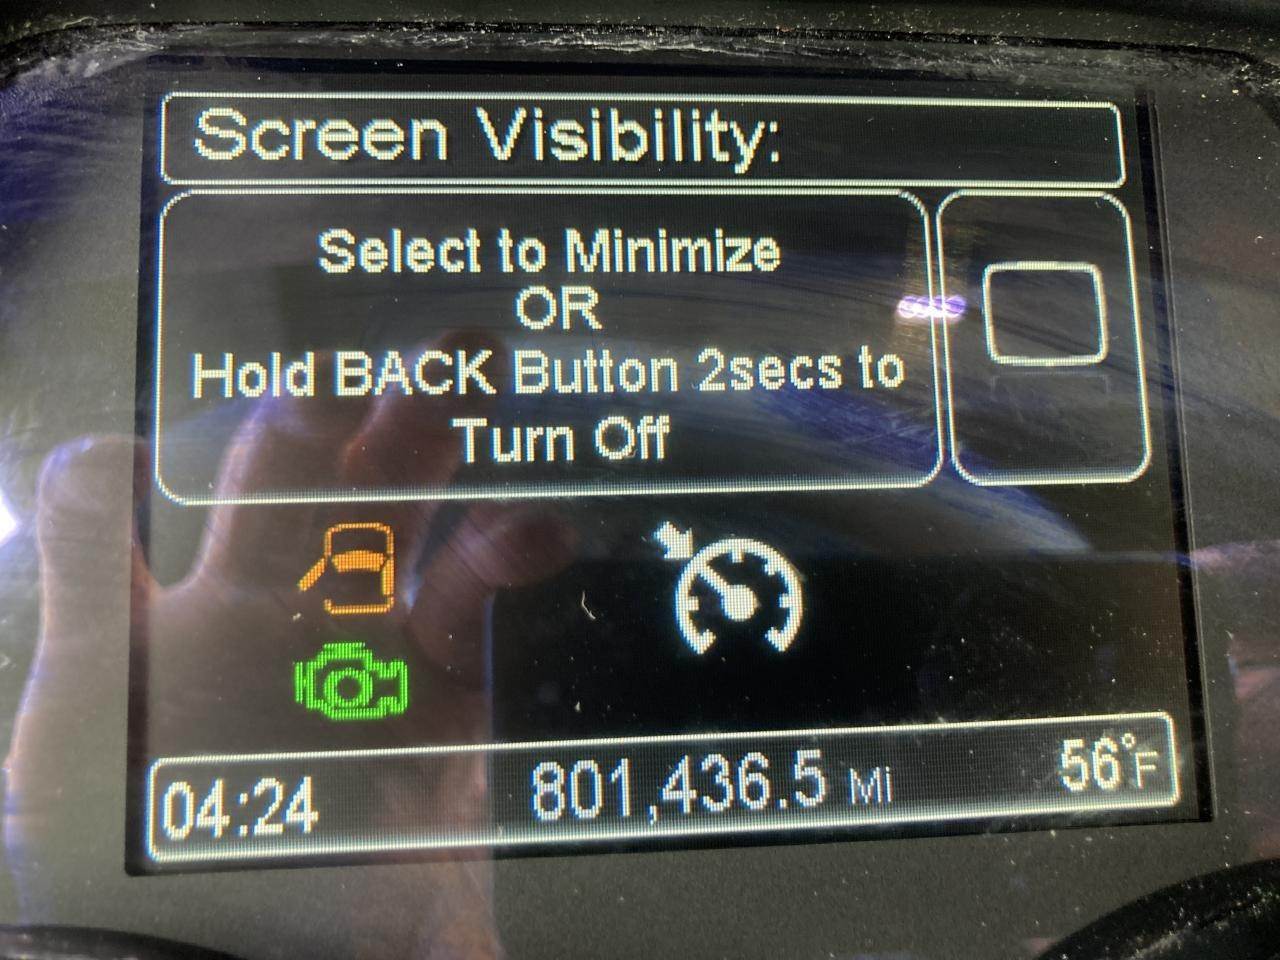 Screen Visibility:
Select to Minimize
OR
Hold BACK Button 2secs to
Turn Off
04:24 801,436.5 Mi 56°F